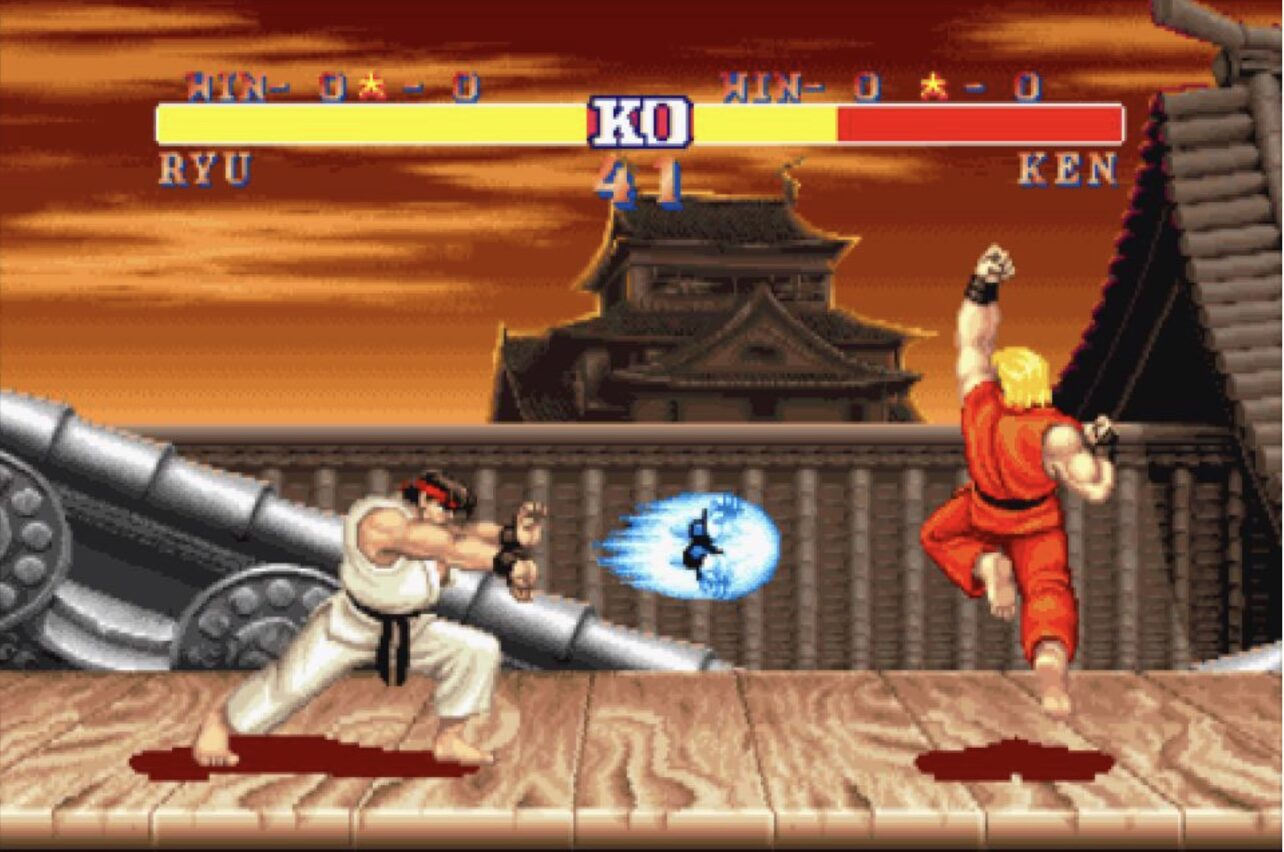 WIN- 0 ★ - 0 WIN- 0 ★ - 0
KO
RYU 41 KEN